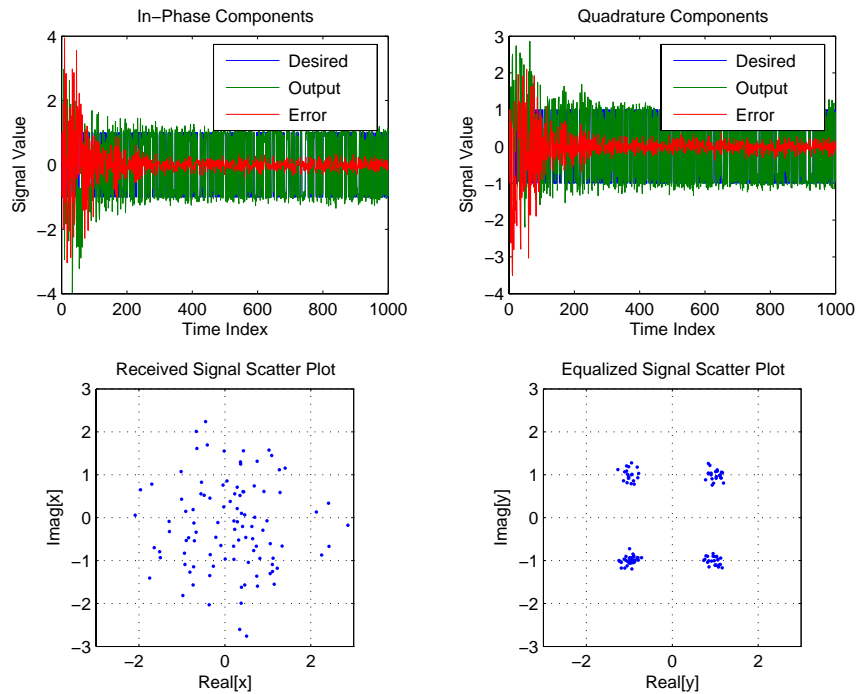 In−Phase Components
4
2
0
−2
−4
Signal Value
0
200
400
600
800
1000
Time Index
Desired
Output
Error
Quadrature Components
3
2
1
0
−1
−2
−3
−4
Signal Value
0
200
400
600
800
1000
Time Index
Desired
Output
Error
Received Signal Scatter Plot
3
2
1
0
−1
−2
−3
Imag[x]
−2
0
2
Real[x]
Equalized Signal Scatter Plot
3
2
1
0
−1
−2
−3
Imag[y]
−2
0
2
Real[y]